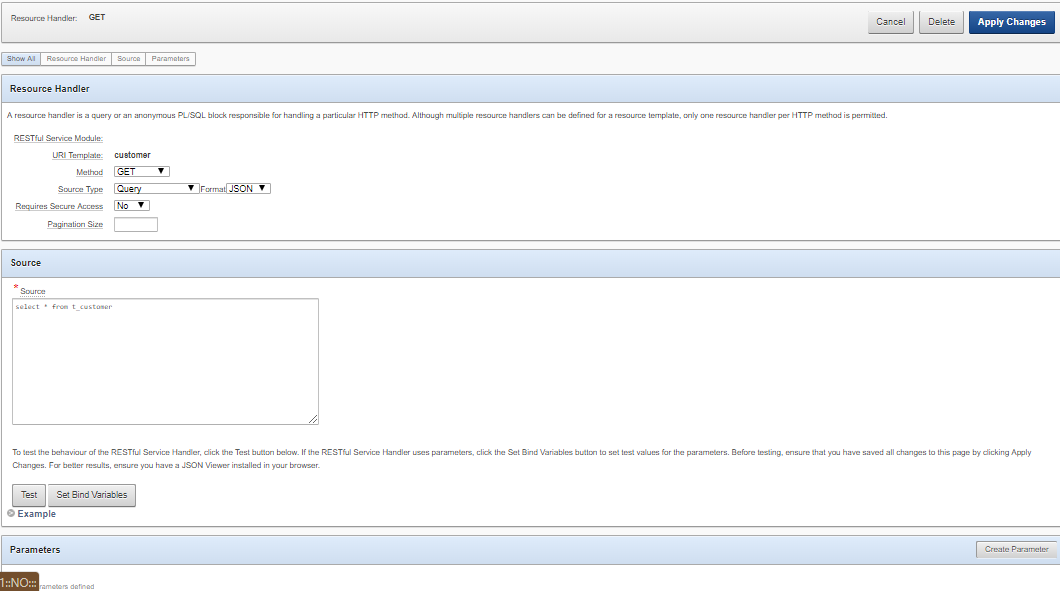 Resource Handler: GET
Cancel Delete Apply Changes
Show All Resource Handler Source Parameters
Resource Handler
A resource handler is a query or an anonymous PL/SQL block responsible for handling a particular HTTP method. Although multiple resource handlers can be defined for a resource template, only one resource handler per HTTP method is permitted.
RESTful Service Module:
URI Template: customer
Method GET
Source Type Query Format JSON
Requires Secure Access No
Pagination Size
Source
* Source
select * from t_customer
To test the behaviour of the RESTful Service Handler, click the Test button below. If the RESTful Service Handler uses parameters, click the Set Bind Variables button to set test values for the parameters. Before testing, ensure that you have saved all changes to this page by clicking Apply
Changes. For better results, ensure you have a JSON Viewer installed in your browser.
Test Set Bind Variables
Example
Parameters Create Parameter
1::NO::: rameters defined